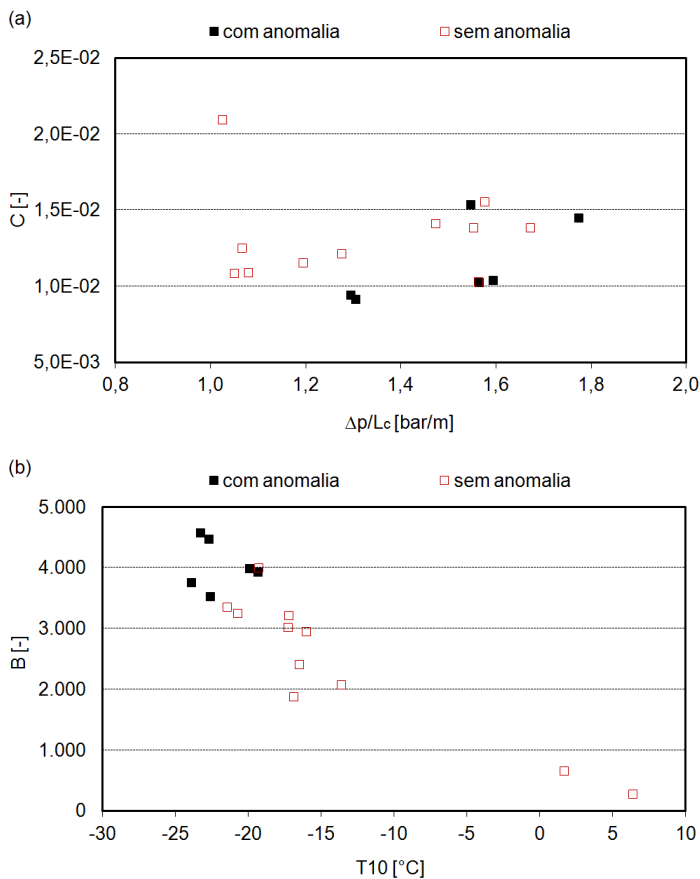 (a)
com anomalia sem anomalia
2,5E-02
2,0E-02
1,5E-02
1,0E-02
5,0E-03
C [-]
0,8 1,0 1,2 1,4 1,6 1,8 2,0
Δp/Lc [bar/m]
(b)
com anomalia sem anomalia
5.000
4.000
3.000
2.000
1.000
0
B [-]
-30 -25 -20 -15 -10 -5 0 5 10
T10 [°C]